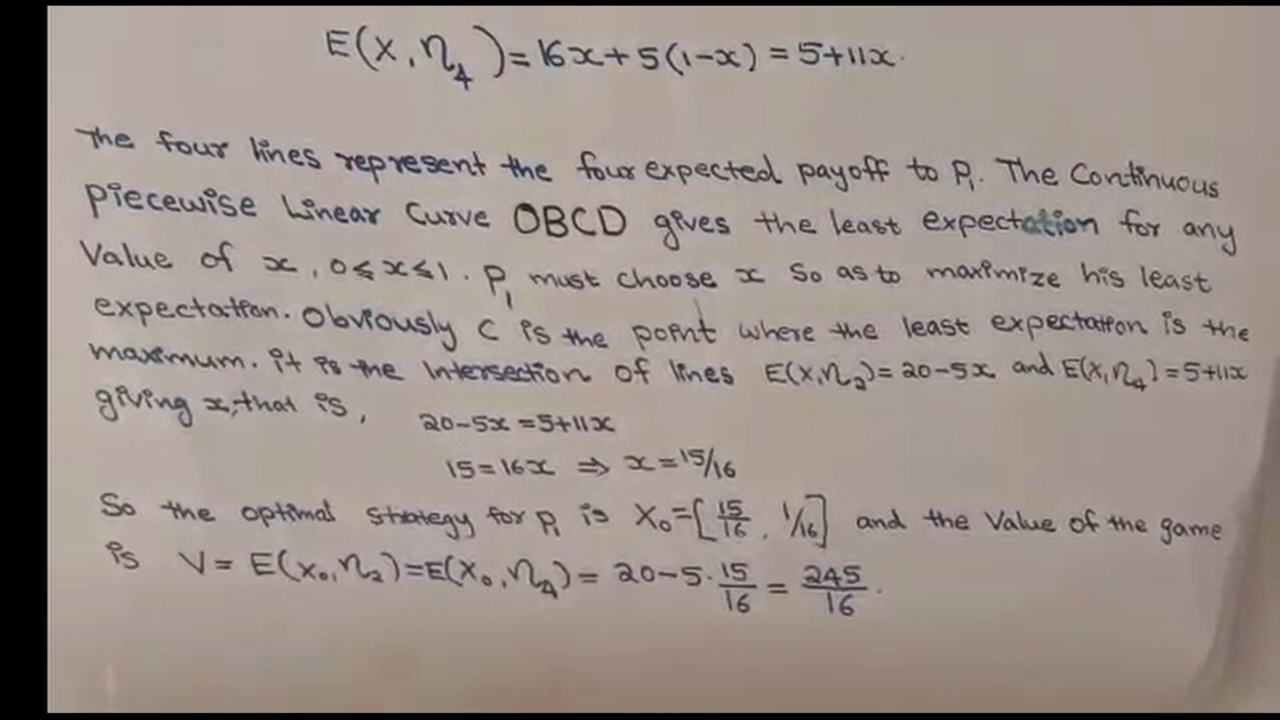 E(X,η₄)=16x+5(1-x)=5+11x.
The four lines represent the four expected payoff to P₁. The Continuous
Piecewise Linear Curve OBCD gives the least expectation for any
Value of x, 0≤x≤1. P₁ must choose x so as to maximize his least
expectation. Obviously C is the point where the least expectation is the
maximum. it is the Intersection of lines E(X,η₂)=20-5x and E(X,η₄)=5+11x
giving x, that is,
20-5x=5+11x
15=16x ⇒ x=15/16
So the optimal strategy for P₁ is X₀=[15/16, 1/16] and the Value of the game
is V= E(X₀,η₂)=E(X₀,η₄)= 20-5·15/16 = 245/16.